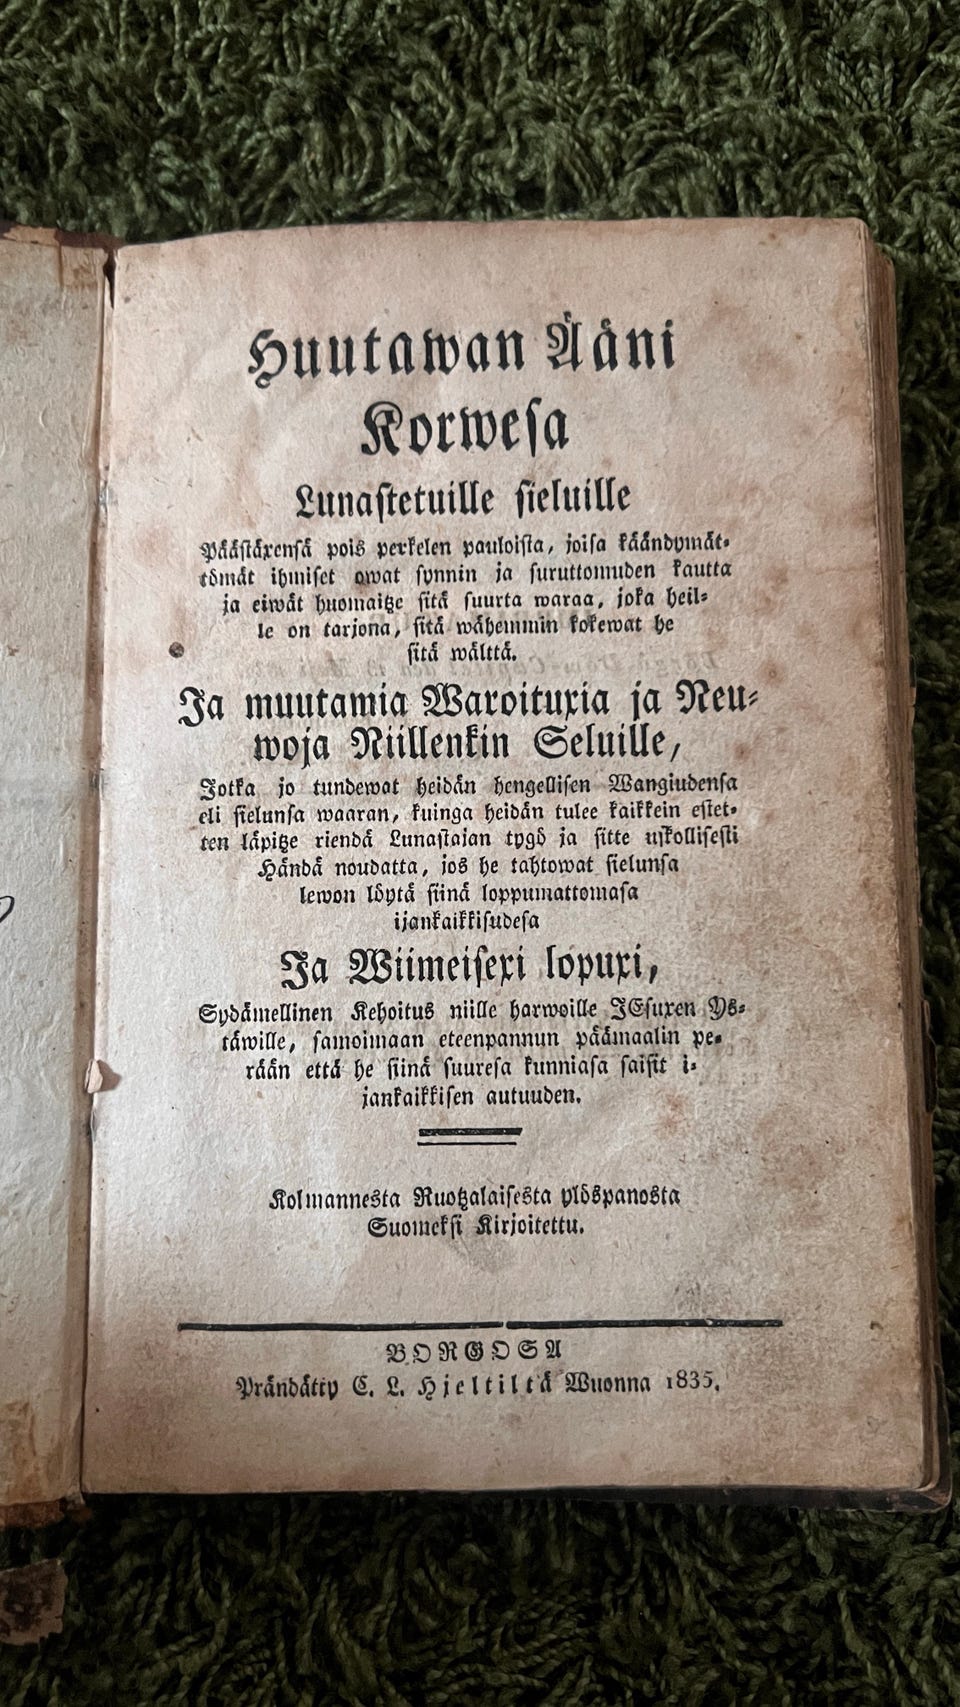 Huutawan Ääni
Korwesa
Lunastetuille sieluille
Päästäxensä pois perkelen pauloista, joisa käändymät-
tömät ihmiset owat synnin ja suruttomuden kautta
ja eiwät huomaitze sitä suurta waraa, joka heil-
le on tarjona, sitä wähemmin kokewat he
sitä wälttä.
Ja muutamia Waroituxia ja Neu-
woja Niillenkin Seluille,
Jotka jo tundewat heidän hengellisen Wangiudensa
eli sielunsa waaran, kuinga heidän tulee kaikkein estet-
ten läpitze riendä Lunastajan tygö ja sitte uskollisesti
Händä noudatta, jos he tahtowat sielunsa
lewon löytä siinä loppumattomasa
ijankaikkisudesa
Ja Wiimeisexi lopuxi,
Sydämellinen Kehoitus niille harwoille JEsuxen Ys-
täwille, samoimaan eteenpannun päämaalin pe-
rään että he siinä suuresa kunniasa saisit i-
jankaikkisen autuuden.
Kolmannesta Ruotzalaisesta ylöspanosta
Suomeksi Kirjoitettu.
BORGOSA
Prändätty C. L. Hjeltiltä Wuonna 1835.